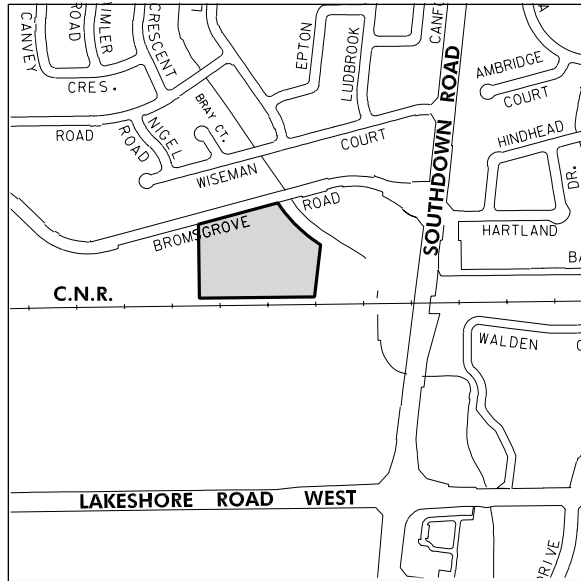 CANVEY
ROAD
CRESCENT
CRES.
ROAD
ROAD
NIGEL
BRAY CT.
EPTON
LUDBROOK
SOUTHDOWN ROAD
AMBRIDGE
COURT
HINDHEAD
DR.
HARTLAND
WISEMAN COURT
BROMSGROVE ROAD
C.N.R.
WALDEN
LAKESHORE ROAD WEST